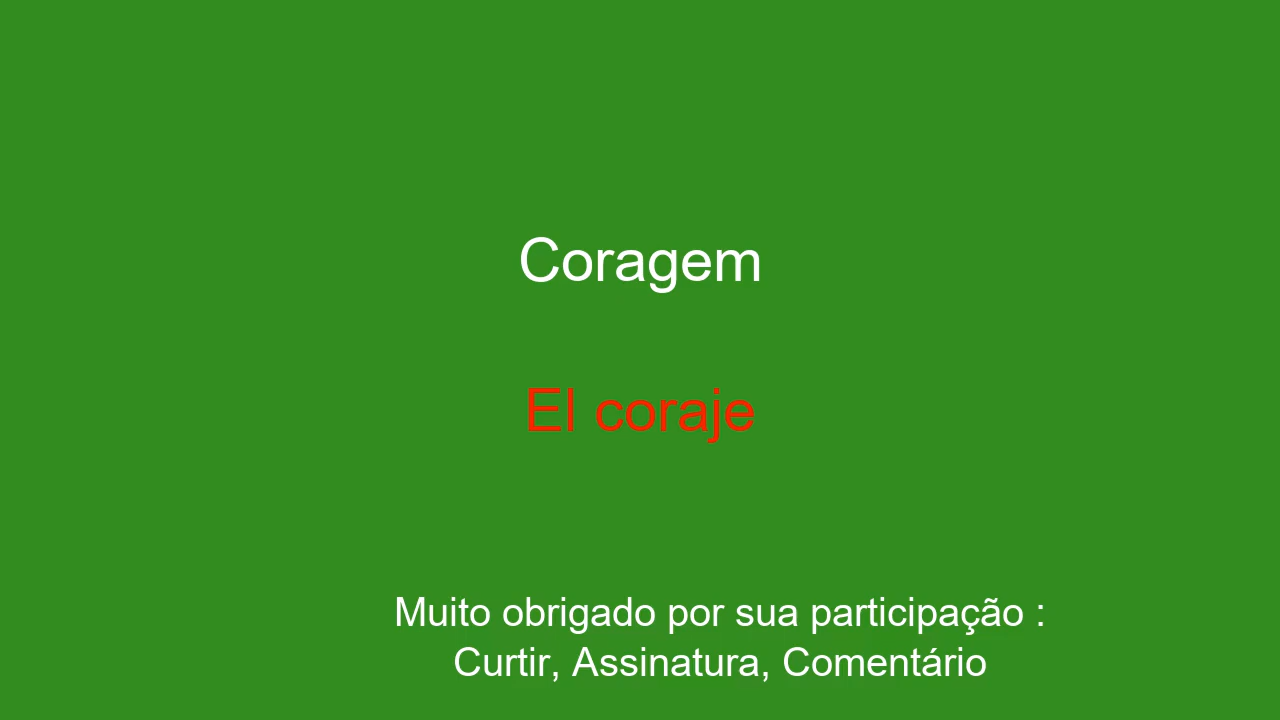 Coragem
El coraje
Muito obrigado por sua participação :
Curtir, Assinatura, Comentário